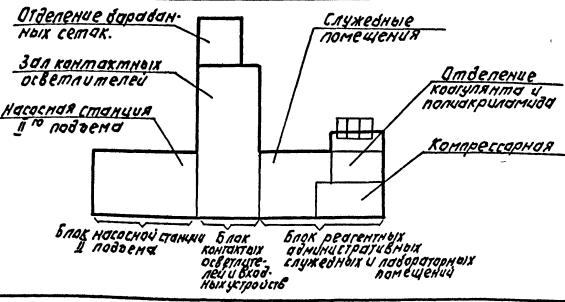 Отделение барабан-
ных сеток.
Зал контактных
осветлителей
Насосная станция
II го подъема
Служебные
помещения
Отделение
коагулянта и
полиакриламида
Компрессорная
Блок насосной станции
II подъема
Блок
контактных
осветлите-
лей и вход-
ных устройств
Блок реагентных
административных
служебных и лабораторных
помещений